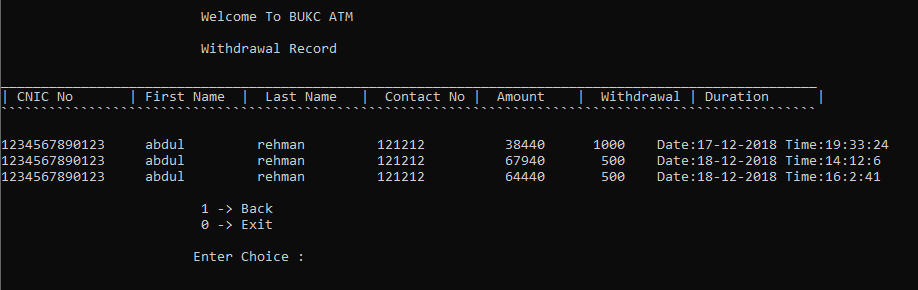 Welcome To BUKC ATM
Withdrawal Record
| CNIC No | First Name | Last Name | Contact No | Amount | Withdrawal | Duration |
1234567890123 abdul rehman 121212 38440 1000 Date:17-12-2018 Time:19:33:24
1234567890123 abdul rehman 121212 67940 500 Date:18-12-2018 Time:14:12:6
1234567890123 abdul rehman 121212 64440 500 Date:18-12-2018 Time:16:2:41
1 -> Back
0 -> Exit
Enter Choice :